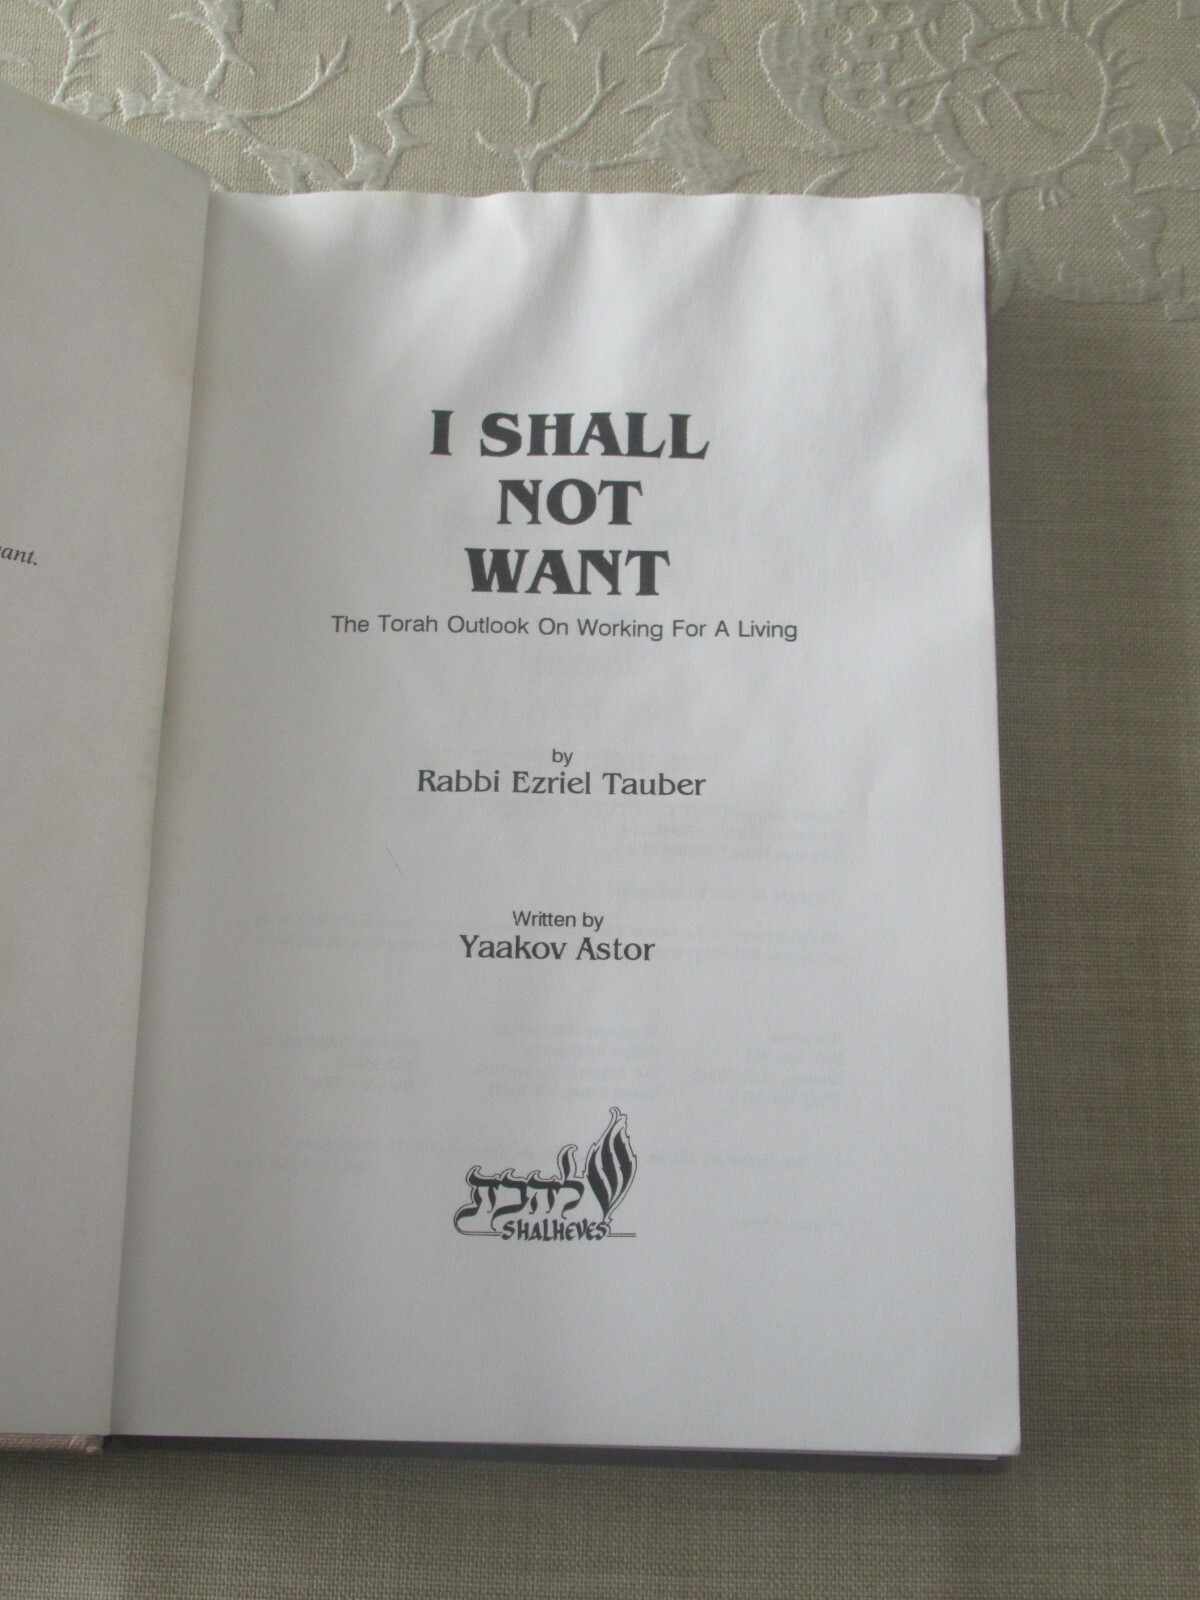 ant.
I SHALL
NOT
WANT
The Torah Outlook On Working For A Living
by
Rabbi Ezriel Tauber
Written by
Yaakov Astor
שלהבת
SHALHEVES